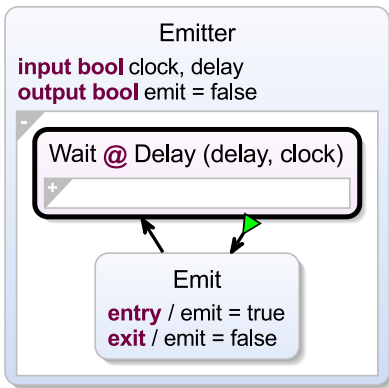 Emitter
input bool clock, delay
output bool emit = false
-
Wait @ Delay (delay, clock)
+
Emit
entry / emit = true
exit / emit = false